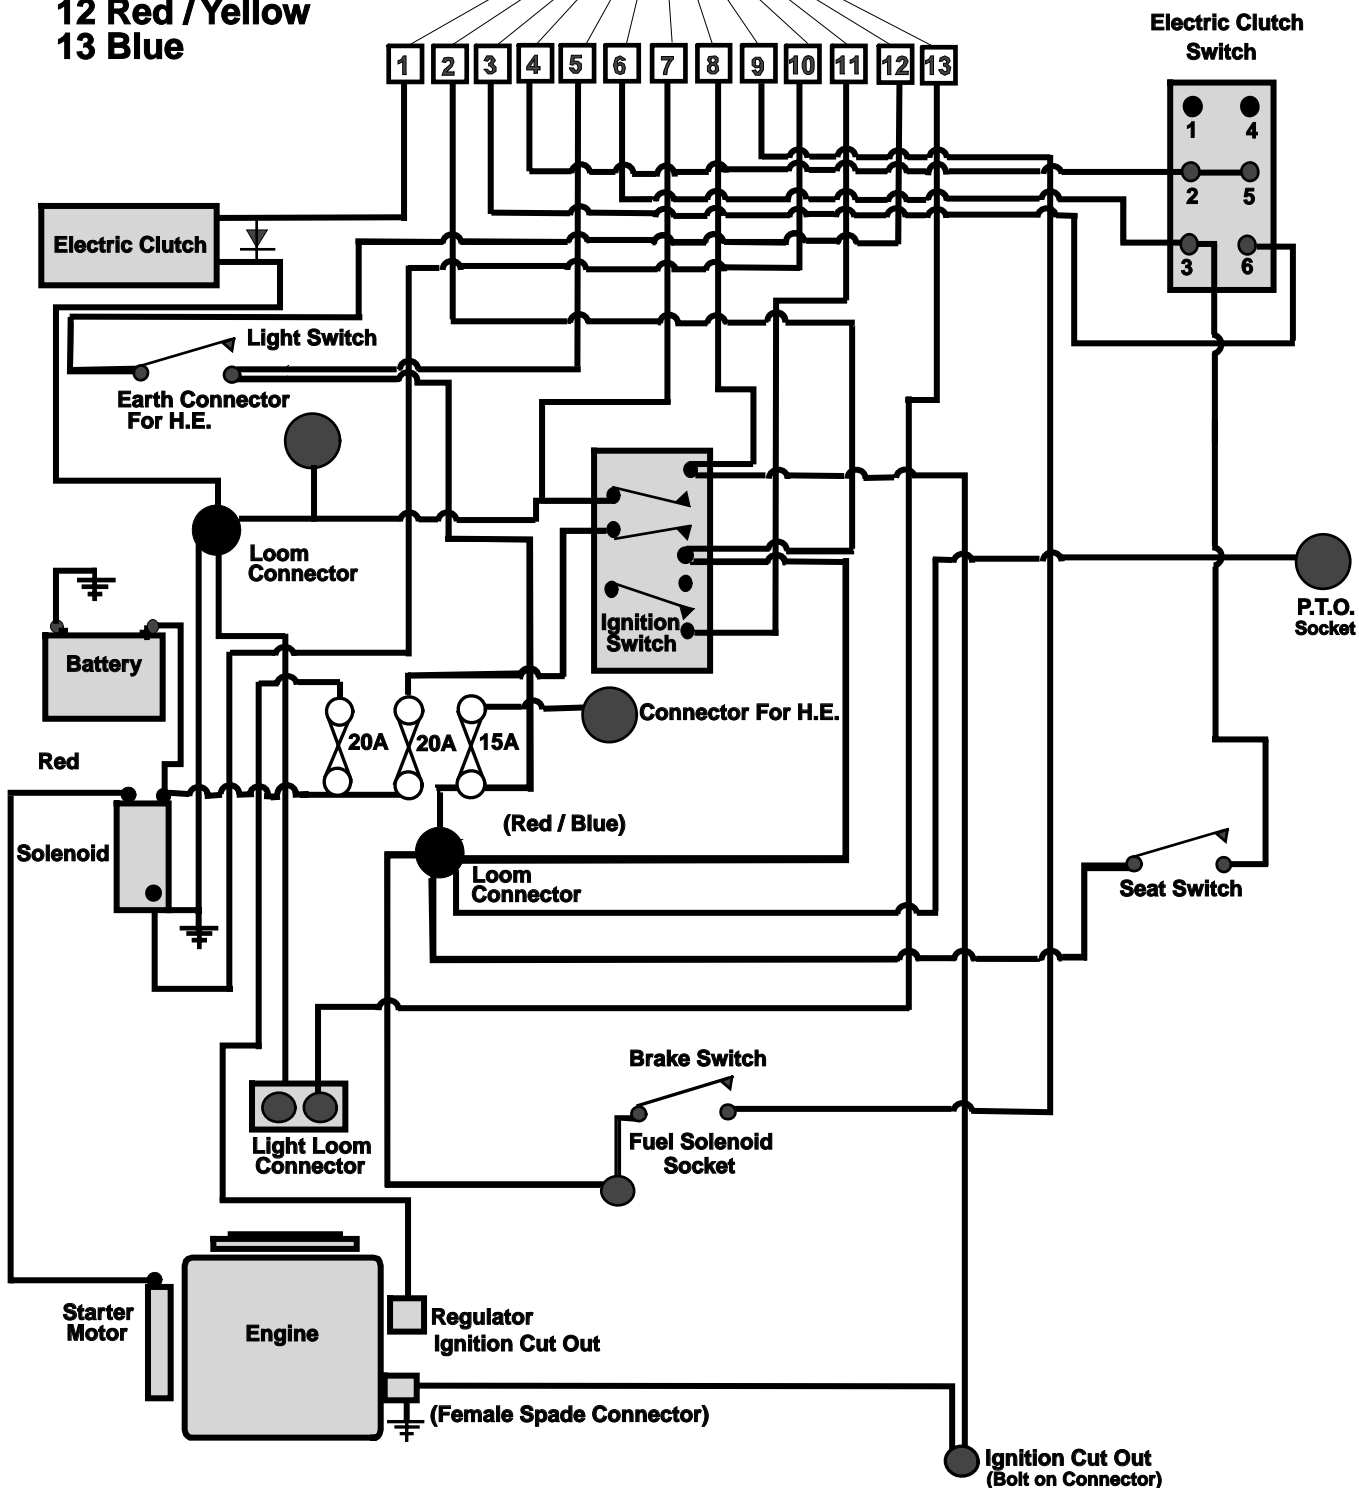 12 Red / Yellow
13 Blue
Electric Clutch
Switch
1 2 3 4 5 6 7 8 9 10 11 12 13
1 4
2 5
3 6
Electric Clutch
Light Switch
Earth Connector
For H.E.
Loom
Connector
Ignition
Switch
P.T.O.
Socket
Battery
Connector For H.E.
20A 20A 15A
Red
(Red / Blue)
Solenoid
Loom
Connector
Seat Switch
Brake Switch
Fuel Solenoid
Socket
Light Loom
Connector
Starter
Motor
Engine
Regulator
Ignition Cut Out
(Female Spade Connector)
Ignition Cut Out
(Bolt on Connector)